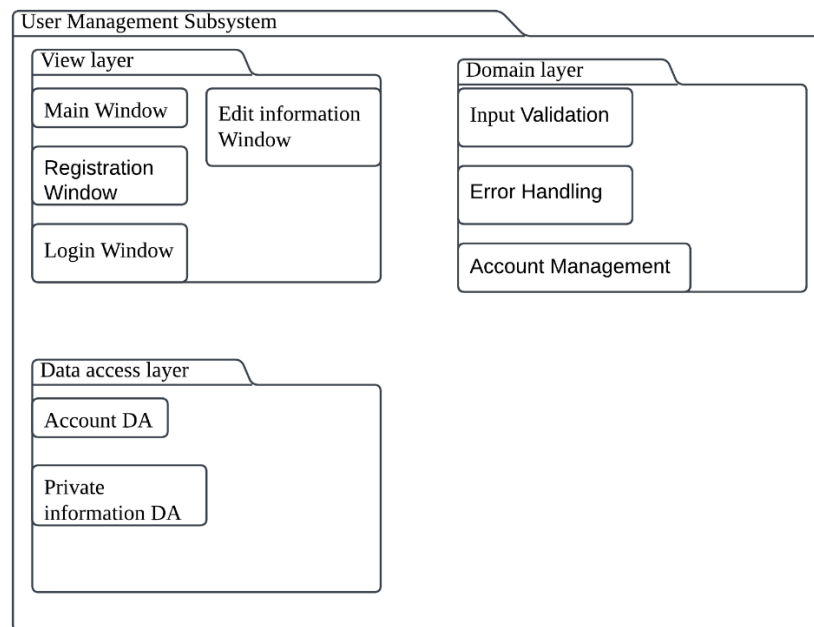 User Management Subsystem
View layer
Main Window
Edit information
Window
Registration
Window
Login Window
Domain layer
Input Validation
Error Handling
Account Management
Data access layer
Account DA
Private
information DA